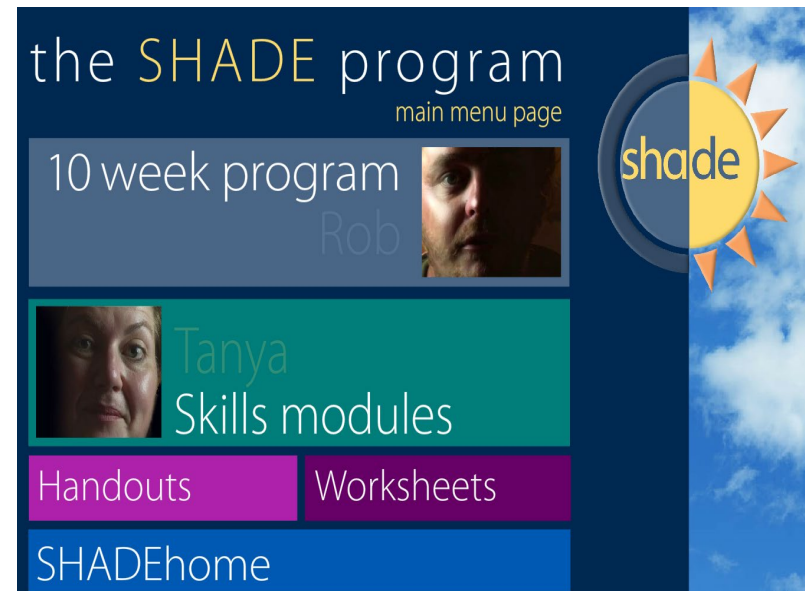 the SHADE program
main menu page
10 week program
Rob
shade
Tanya
Skills modules
Handouts
Worksheets
SHADEhome